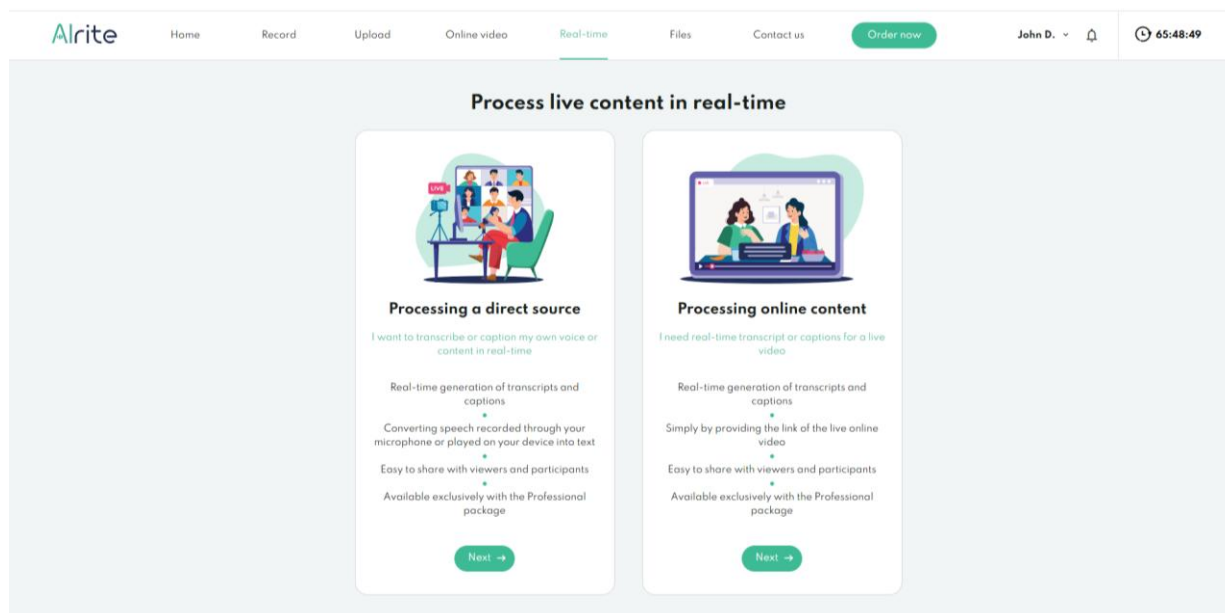 Alrite
Home
Record
Upload
Online video
Real-time
Files
Contact us
Order now
John D.
65:48:49
Process live content in real-time
LIVE
Processing a direct source
I want to transcribe or caption my own voice or
content in real-time
Real-time generation of transcripts and
captions
Converting speech recorded through your
microphone or played on your device into text
Easy to share with viewers and participants
Available exclusively with the Professional
package
Next →
Processing online content
I need real-time transcript or captions for a live
video
Real-time generation of transcripts and
captions
Simply by providing the link of the live online
video
Easy to share with viewers and participants
Available exclusively with the Professional
package
Next →